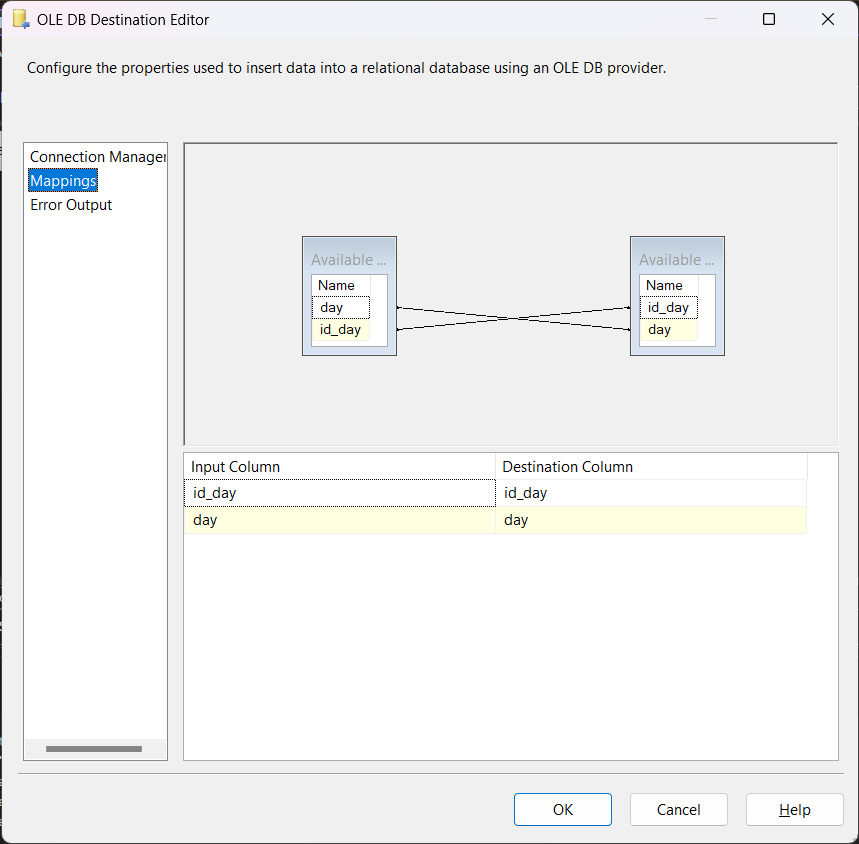 OLE DB Destination Editor
Configure the properties used to insert data into a relational database using an OLE DB provider.
Connection Manager
Mappings
Error Output
Available ...
Name
day
id_day
Available ...
Name
id_day
day
Input Column Destination Column
id_day id_day
day day
OK Cancel Help